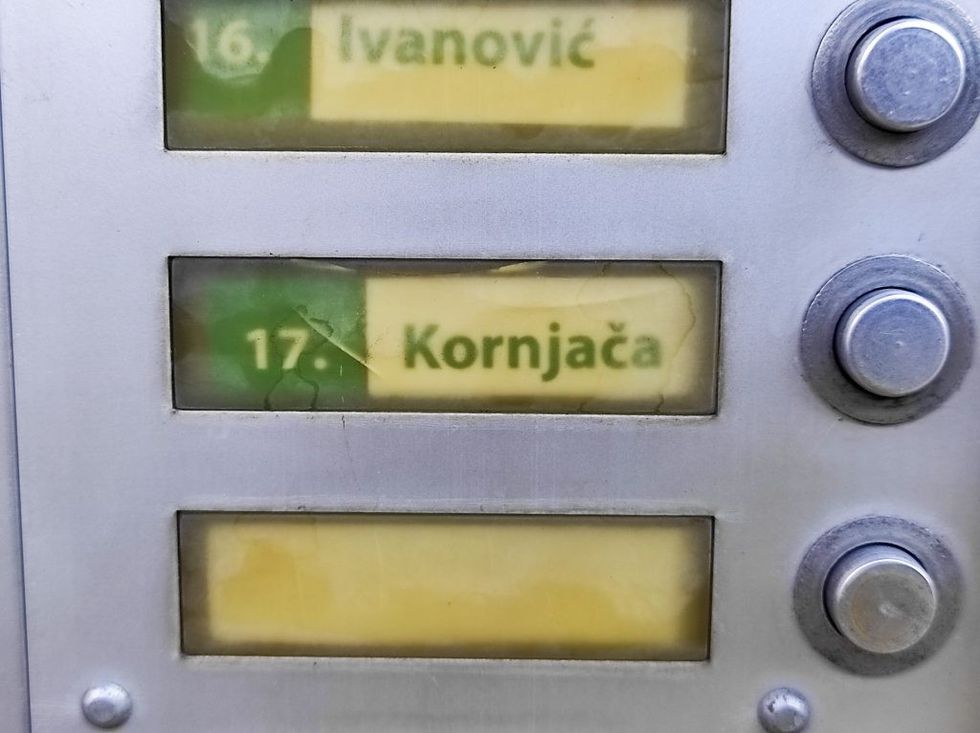 16. Ivanović
17. Kornjača